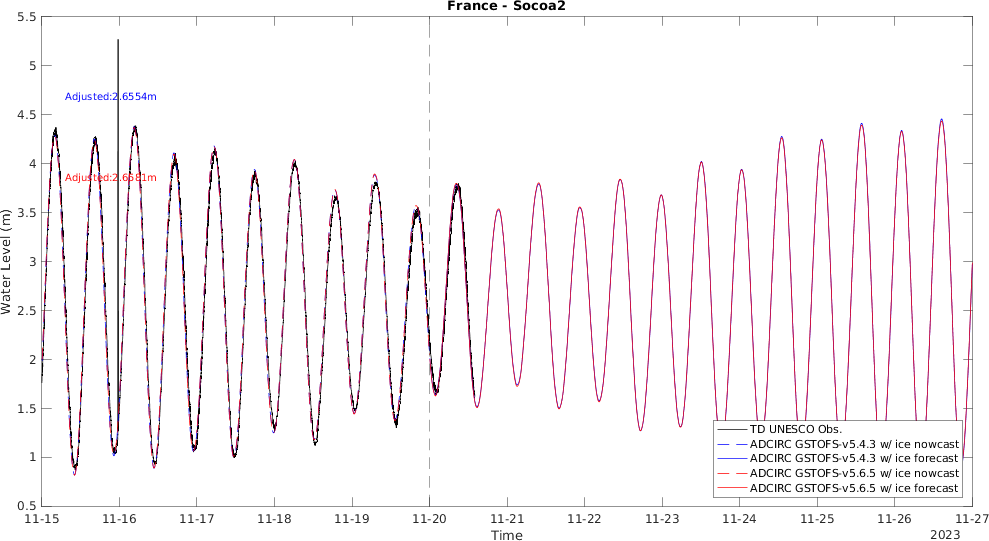 France - Socoa2
5.5
5
4.5
4
3.5
3
2.5
2
1.5
1
0.5
Water Level (m)
Adjusted:2.6554m
Adjusted:2.6581m
TD UNESCO Obs.
ADCIRC GSTOFS-v5.4.3 w/ ice nowcast
ADCIRC GSTOFS-v5.4.3 w/ ice forecast
ADCIRC GSTOFS-v5.6.5 w/ ice nowcast
ADCIRC GSTOFS-v5.6.5 w/ ice forecast
11-15 11-16 11-17 11-18 11-19 11-20 11-21 11-22 11-23 11-24 11-25 11-26 11-27
Time
2023